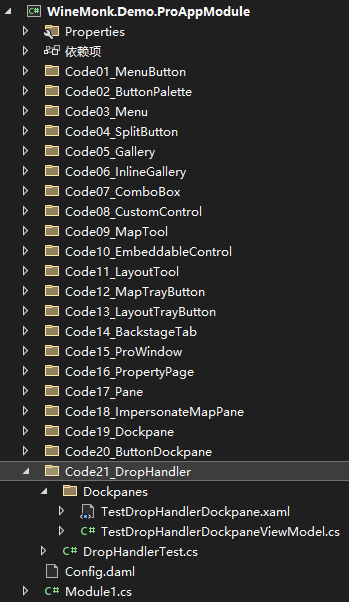 WineMonk.Demo.ProAppModule
Properties
依赖项
Code01_MenuButton
Code02_ButtonPalette
Code03_Menu
Code04_SplitButton
Code05_Gallery
Code06_InlineGallery
Code07_ComboBox
Code08_CustomControl
Code09_MapTool
Code10_EmbeddableControl
Code11_LayoutTool
Code12_MapTrayButton
Code13_LayoutTrayButton
Code14_BackstageTab
Code15_ProWindow
Code16_PropertyPage
Code17_Pane
Code18_ImpersonateMapPane
Code19_Dockpane
Code20_ButtonDockpane
Code21_DropHandler
Dockpanes
TestDropHandlerDockpane.xaml
C# TestDropHandlerDockpaneViewModel.cs
C# DropHandlerTest.cs
Config.daml
C# Module1.cs